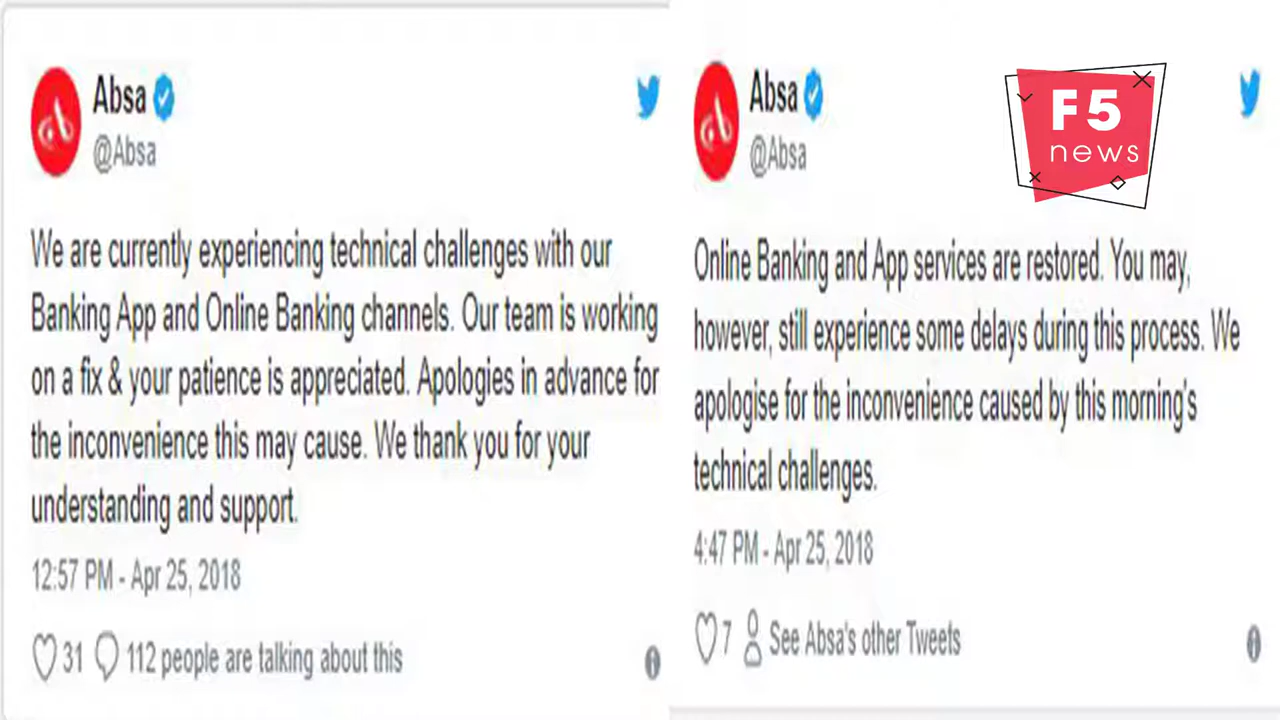 Absa
@Absa
We are currently experiencing technical challenges with our
Banking App and Online Banking channels. Our team is working
on a fix & your patience is appreciated. Apologies in advance for
the inconvenience this may cause. We thank you for your
understanding and support.
12:57 PM - Apr 25, 2018
31 112 people are talking about this
Absa
@Absa
F5
news
Online Banking and App services are restored. You may,
however, still experience some delays during this process. We
apologise for the inconvenience caused by this morning's
technical challenges.
4:47 PM - Apr 25, 2018
7 See Absa's other Tweets